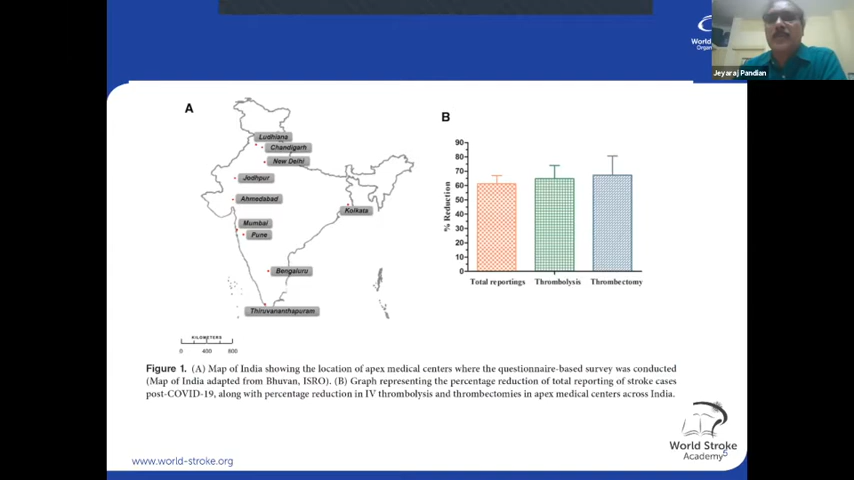 World
Organ
Jeyaraj Pandian
A
Ludhiana
Chandigarh
New Delhi
Jodhpur
Ahmedabad
Kolkata
Mumbai
Pune
Bengaluru
Thiruvananthapuram
KILOMETERS
0 400 800
B
% Reduction
90
80
70
60
50
40
30
20
10
0
Total reportings Thrombolysis Thrombectomy
Figure 1. (A) Map of India showing the location of apex medical centers where the questionnaire-based survey was conducted
(Map of India adapted from Bhuvan, ISRO). (B) Graph representing the percentage reduction of total reporting of stroke cases
post-COVID-19, along with percentage reduction in IV thrombolysis and thrombectomies in apex medical centers across India.
World Stroke
Academy
5
www.world-stroke.org